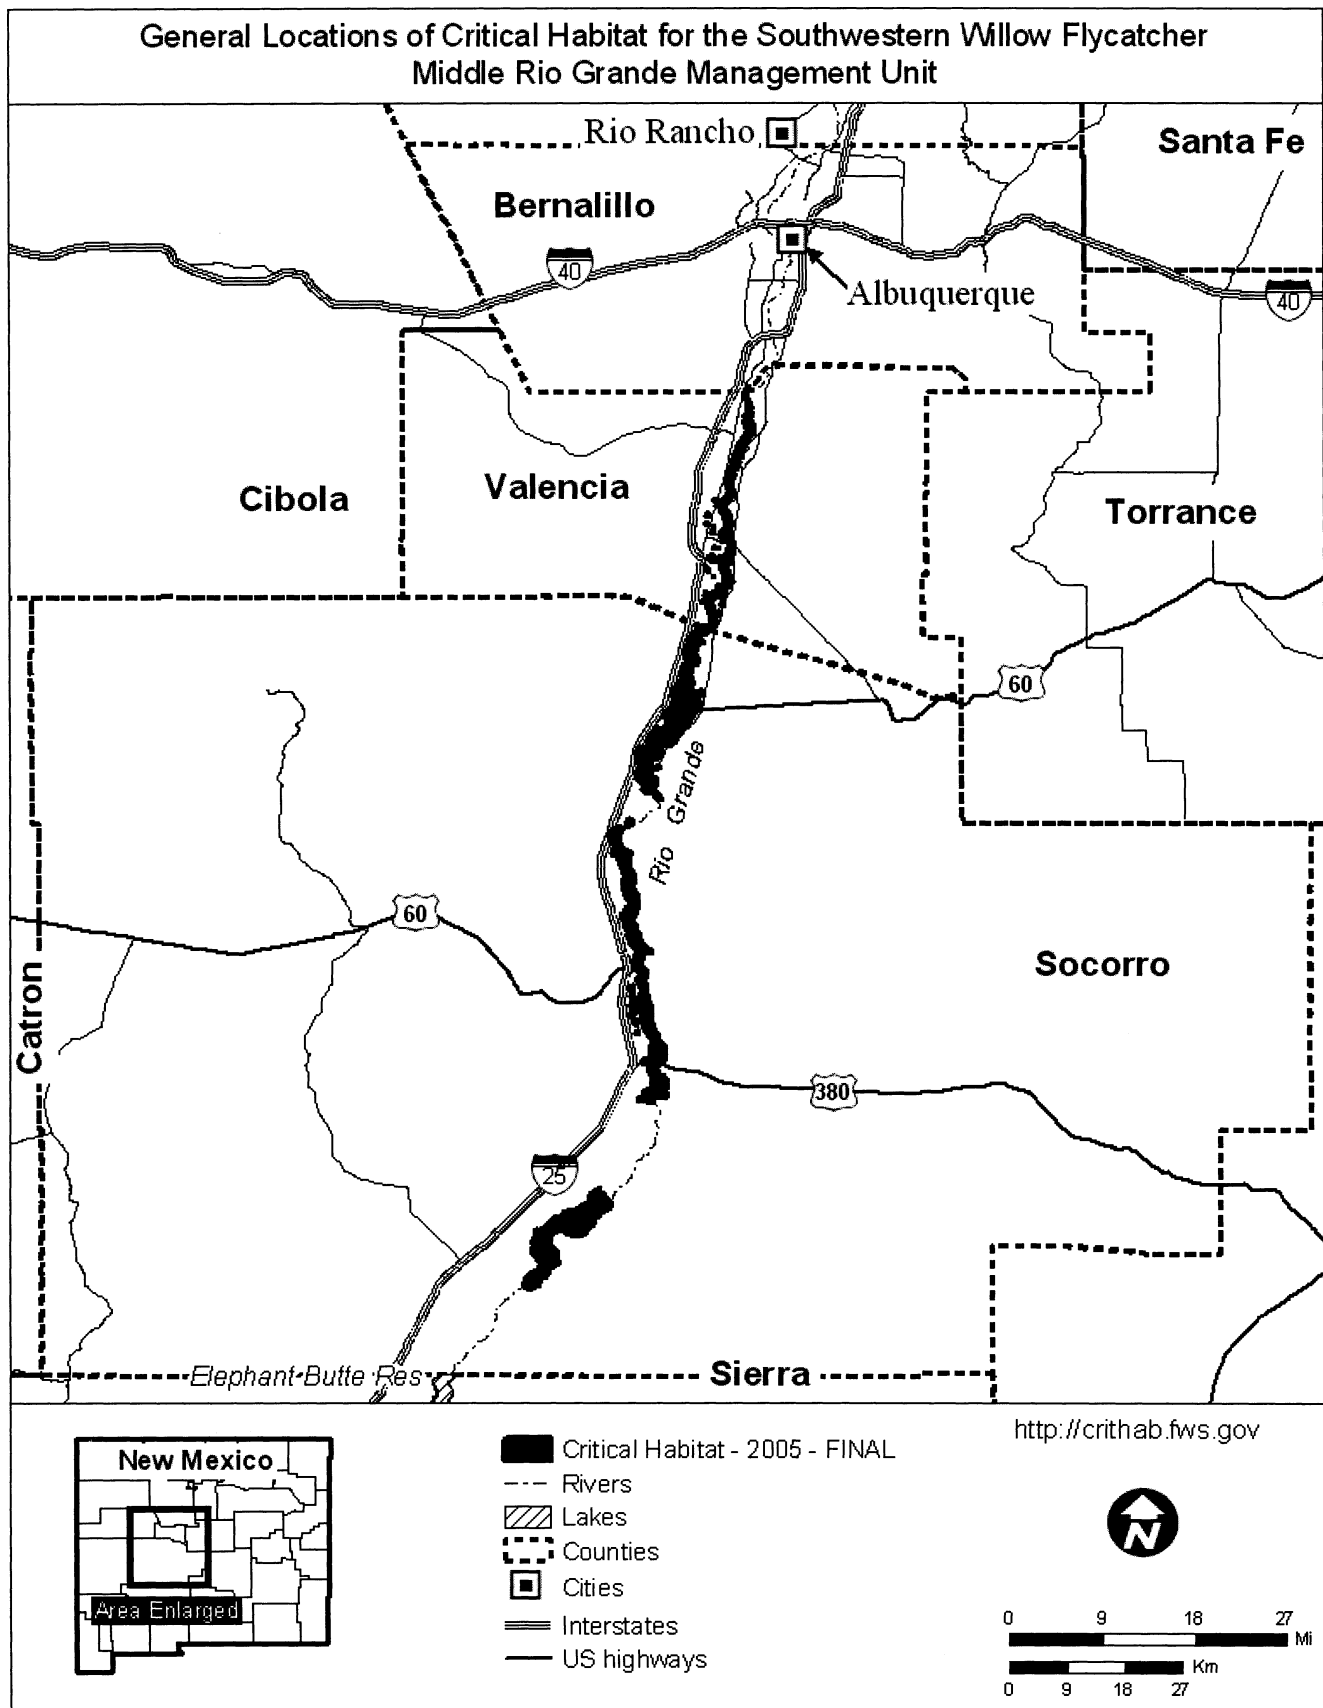 General Locations of Critical Habitat for the Southwestern Willow Flycatcher
Middle Rio Grande Management Unit
Rio Rancho
Santa Fe
Bernalillo
40
Albuquerque
40
Cibola
Valencia
Torrance
60
Rio Grande
60
Catron
Socorro
380
25
Elephant Butte Res
Sierra
New Mexico
Area Enlarged
Critical Habitat - 2005 - FINAL
Rivers
Lakes
Counties
Cities
Interstates
US highways
http://crithab.fws.gov
N
0 9 18 27
Mi
Km
0 9 18 27